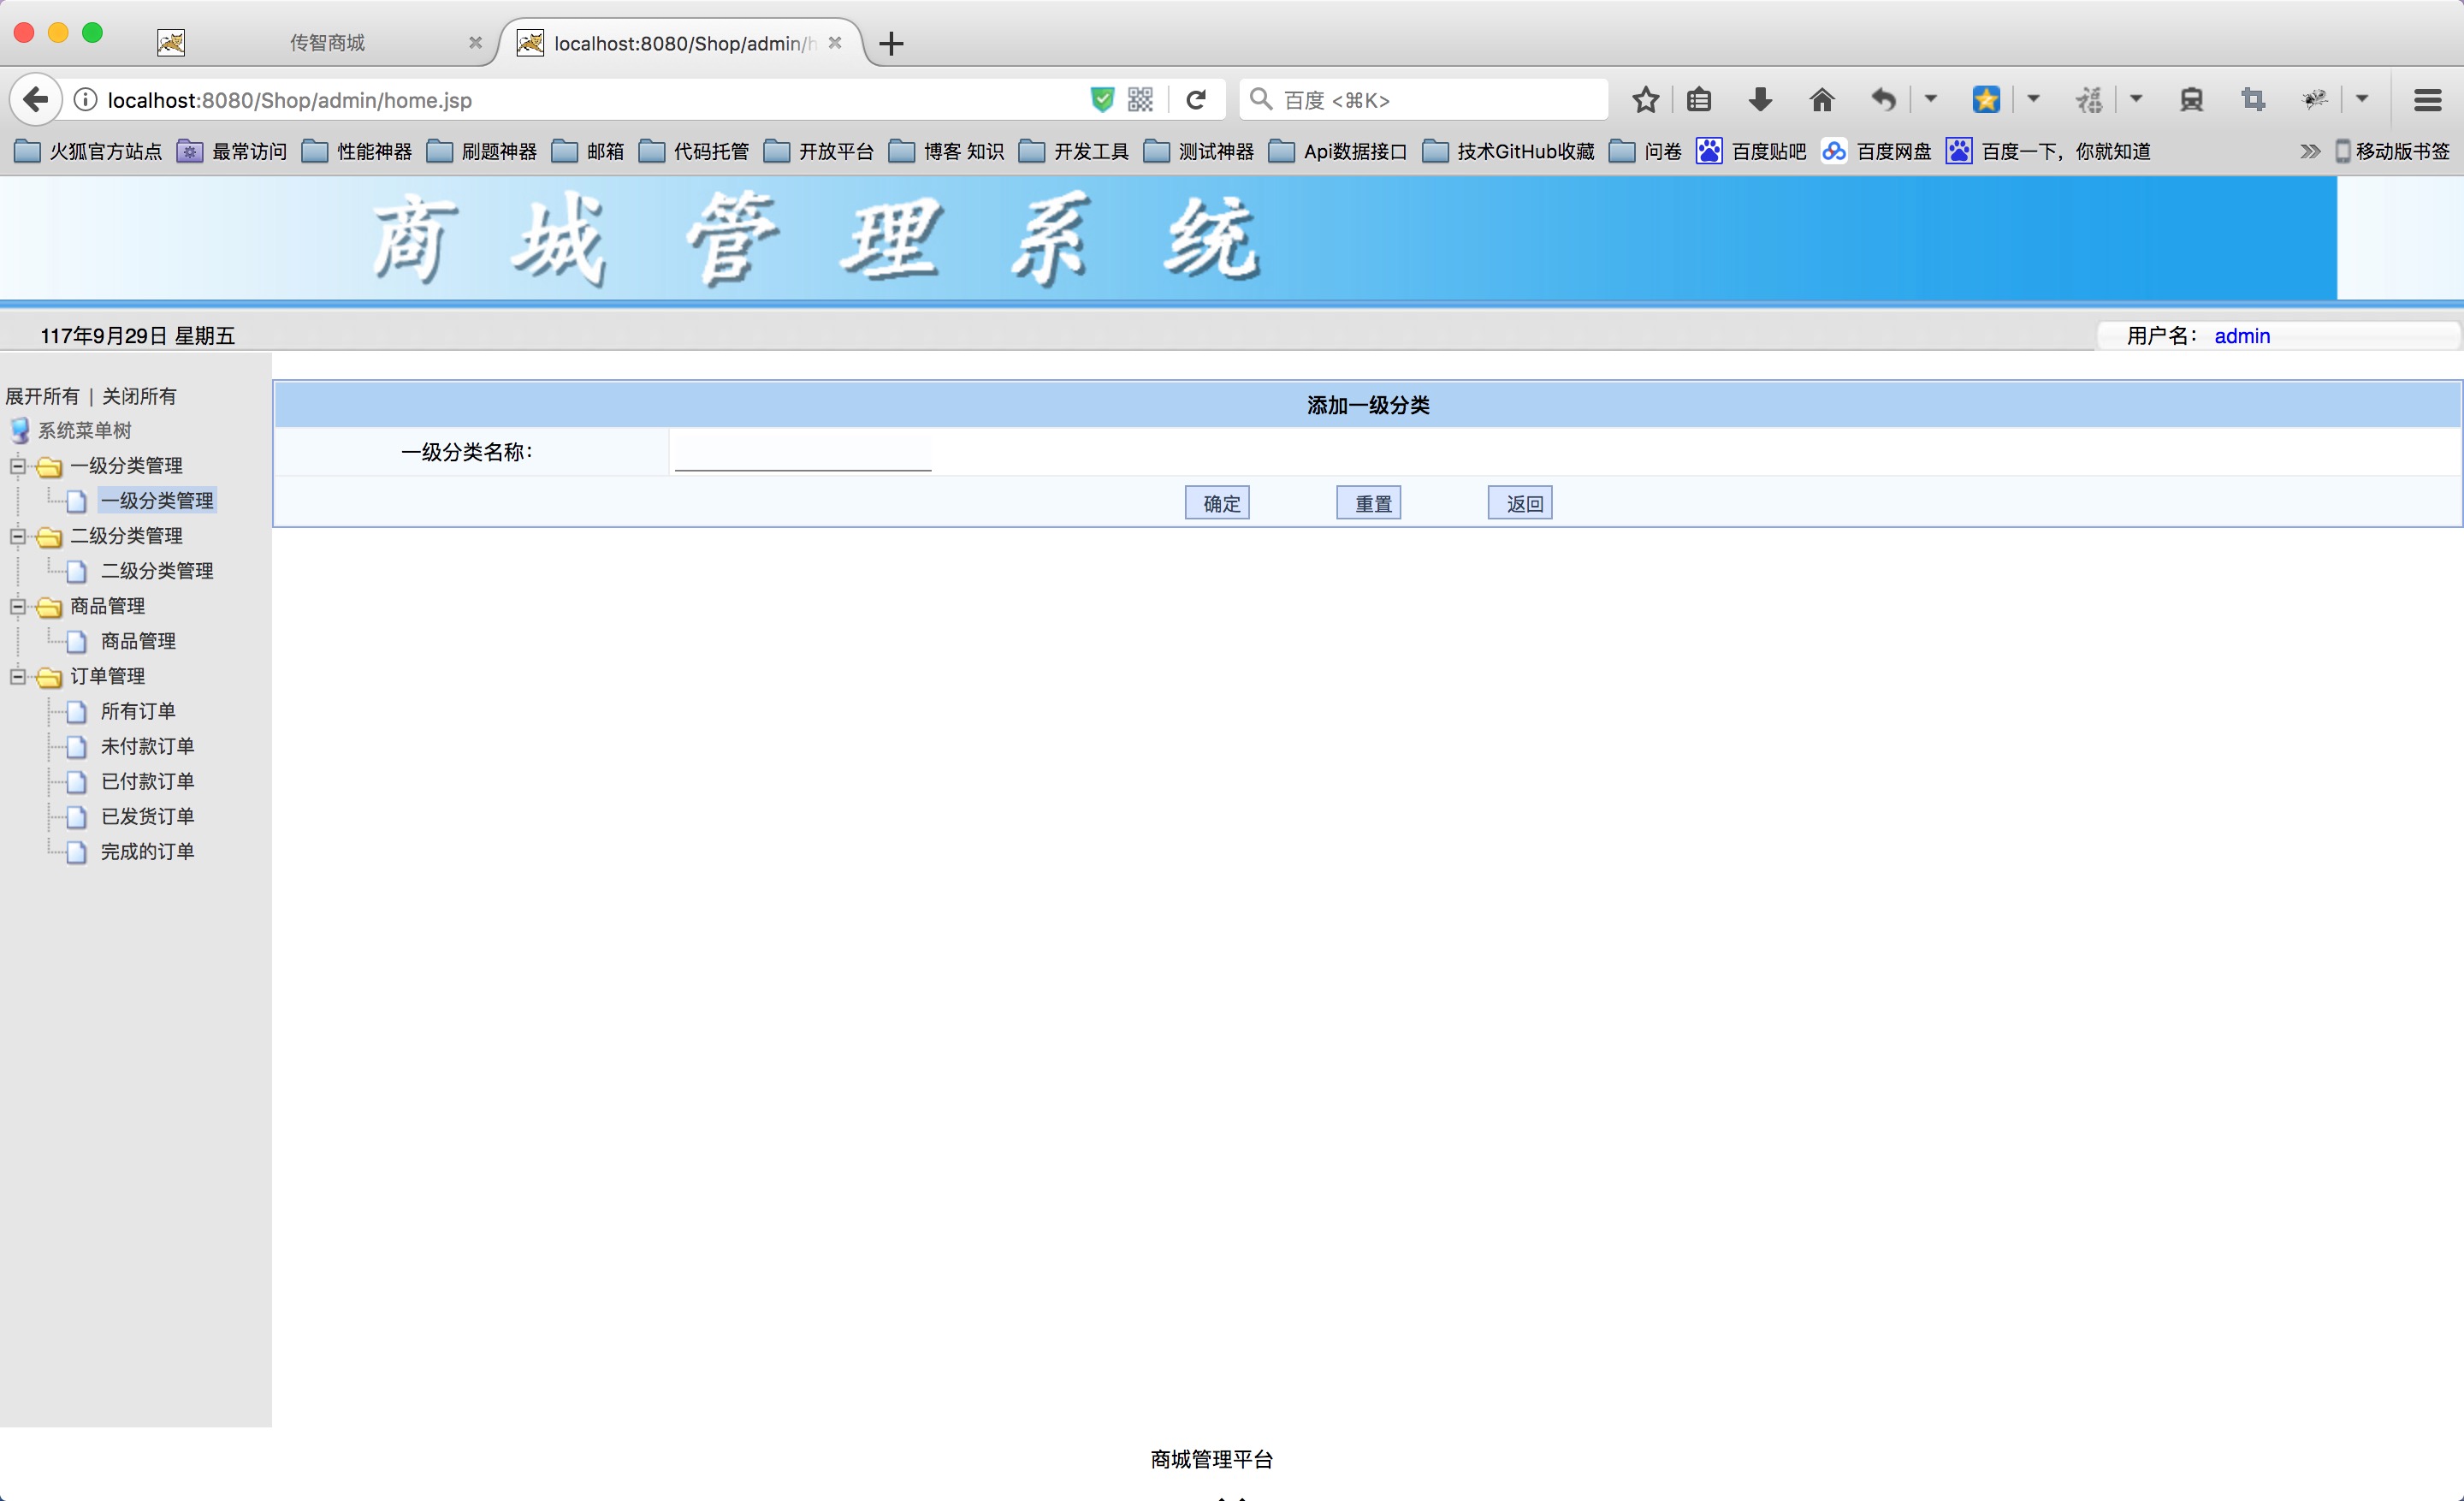 传智商城
localhost:8080/Shop/admin/h
localhost:8080/Shop/admin/home.jsp
百度 <⌘K>
福
火狐官方站点 最常访问 性能神器 刷题神器 邮箱 代码托管 开放平台 博客 知识 开发工具 测试神器 Api数据接口 技术GitHub收藏 问卷 百度贴吧 百度网盘 百度一下，你就知道 移动版书签
商城管理系统
117年9月29日 星期五
用户名： admin
展开所有 | 关闭所有
系统菜单树
一级分类管理
一级分类管理
二级分类管理
二级分类管理
商品管理
商品管理
订单管理
所有订单
未付款订单
已付款订单
已发货订单
完成的订单
添加一级分类
一级分类名称：
确定 重置 返回
商城管理平台